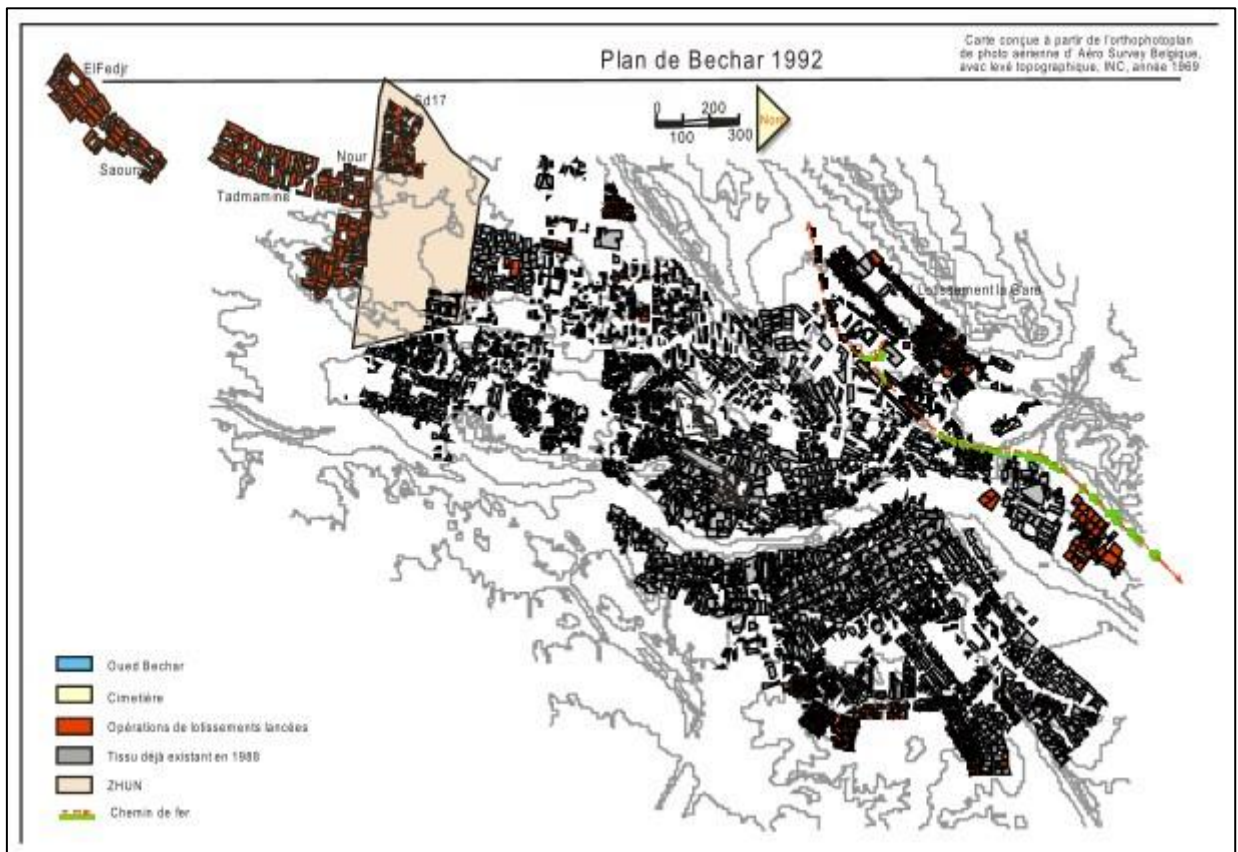 Plan de Bechar 1992
Carte conçue à partir de l'orthophotoplan
de photo aérienne d' Aéro Survey Belgique,
avec levé topographique, INC, année 1969
ElFedjr
Saoura
Tadmamine
Nour
Sd17
0 200
100 300
Nord
Lotissement la Gare
Oued Bechar
Cimetière
Opérations de lotissements lancées
Tissu déjà existant en 1988
ZHUN
Chemin de fer